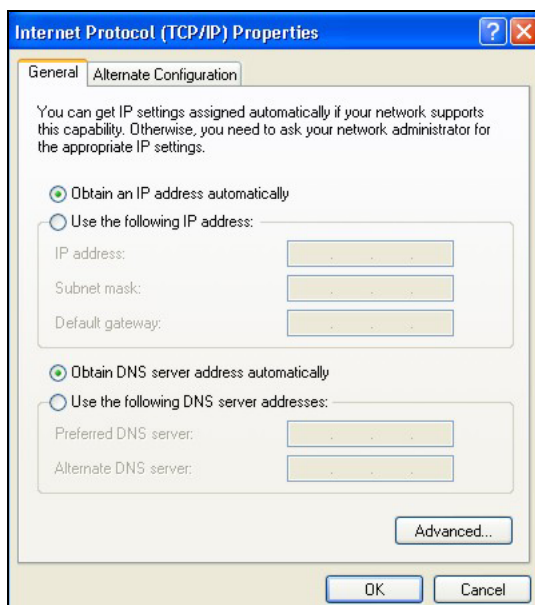 Internet Protocol (TCP/IP) Properties
General
Alternate Configuration
You can get IP settings assigned automatically if your network supports
this capability. Otherwise, you need to ask your network administrator for
the appropriate IP settings.
Obtain an IP address automatically
Use the following IP address:
IP address:
Subnet mask:
Default gateway:
Obtain DNS server address automatically
Use the following DNS server addresses:
Preferred DNS server:
Alternate DNS server:
Advanced...
OK
Cancel